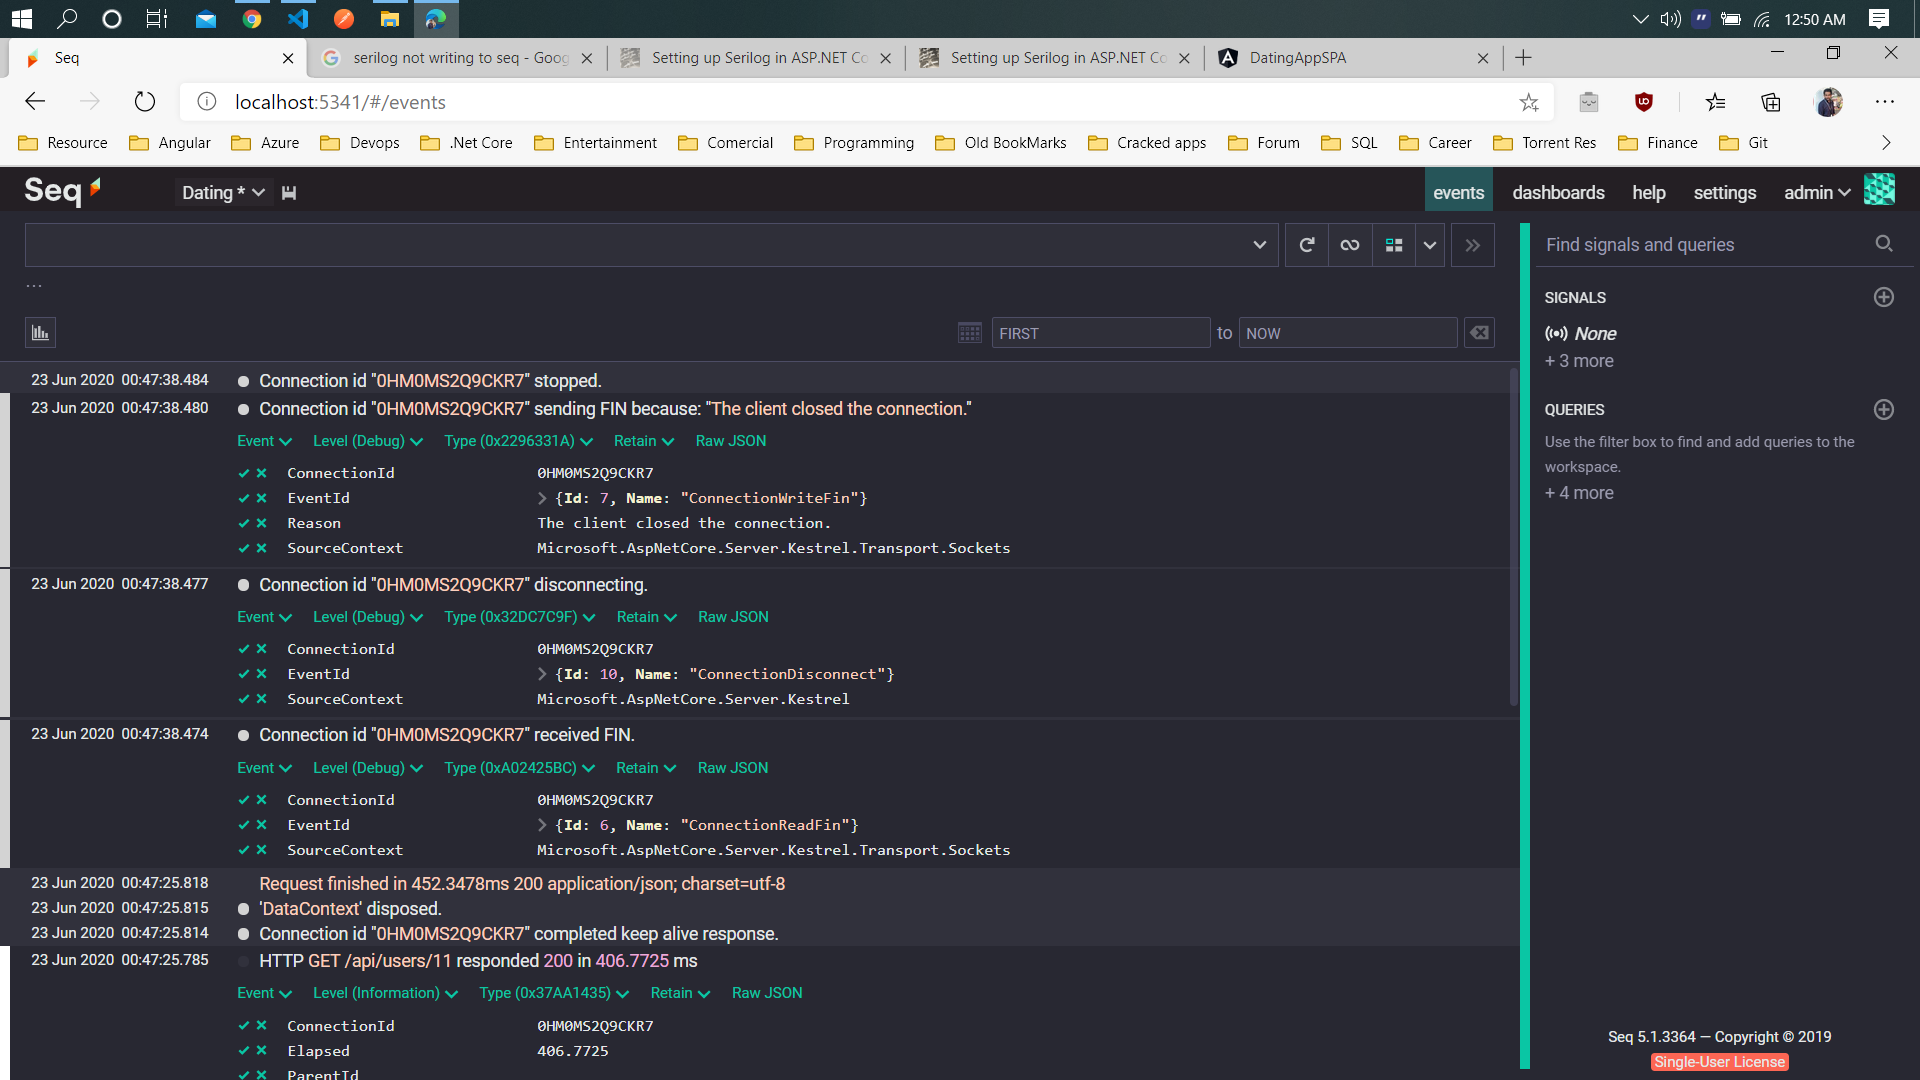 12:50 AM
Seq
serilog not writing to seq - Goog
Setting up Serilog in ASP.NET Co
Setting up Serilog in ASP.NET Co
DatingAppSPA
localhost:5341/#/events
Resource
Angular
Azure
Devops
.Net Core
Entertainment
Comercial
Programming
Old BookMarks
Cracked apps
Forum
SQL
Career
Torrent Res
Finance
Git
Seq
Dating *
events
dashboards
help
settings
admin
Find signals and queries
...
SIGNALS
None
+ 3 more
QUERIES
Use the filter box to find and add queries to the
workspace.
+ 4 more
FIRST
to
NOW
23 Jun 2020 00:47:38.484 Connection id "0HM0MS2Q9CKR7" stopped.
23 Jun 2020 00:47:38.480 Connection id "0HM0MS2Q9CKR7" sending FIN because: "The client closed the connection."
Event Level (Debug) Type (0x2296331A) Retain Raw JSON
ConnectionId 0HM0MS2Q9CKR7
EventId {Id: 7, Name: "ConnectionWriteFin"}
Reason The client closed the connection.
SourceContext Microsoft.AspNetCore.Server.Kestrel.Transport.Sockets
23 Jun 2020 00:47:38.477 Connection id "0HM0MS2Q9CKR7" disconnecting.
Event Level (Debug) Type (0x32DC7C9F) Retain Raw JSON
ConnectionId 0HM0MS2Q9CKR7
EventId {Id: 10, Name: "ConnectionDisconnect"}
SourceContext Microsoft.AspNetCore.Server.Kestrel
23 Jun 2020 00:47:38.474 Connection id "0HM0MS2Q9CKR7" received FIN.
Event Level (Debug) Type (0xA02425BC) Retain Raw JSON
ConnectionId 0HM0MS2Q9CKR7
EventId {Id: 6, Name: "ConnectionReadFin"}
SourceContext Microsoft.AspNetCore.Server.Kestrel.Transport.Sockets
23 Jun 2020 00:47:25.818 Request finished in 452.3478ms 200 application/json; charset=utf-8
23 Jun 2020 00:47:25.815 'DataContext' disposed.
23 Jun 2020 00:47:25.814 Connection id "0HM0MS2Q9CKR7" completed keep alive response.
23 Jun 2020 00:47:25.785 HTTP GET /api/users/11 responded 200 in 406.7725 ms
Event Level (Information) Type (0x37AA1435) Retain Raw JSON
ConnectionId 0HM0MS2Q9CKR7
Elapsed 406.7725
ParentId
Seq 5.1.3364 — Copyright © 2019
Single-User License